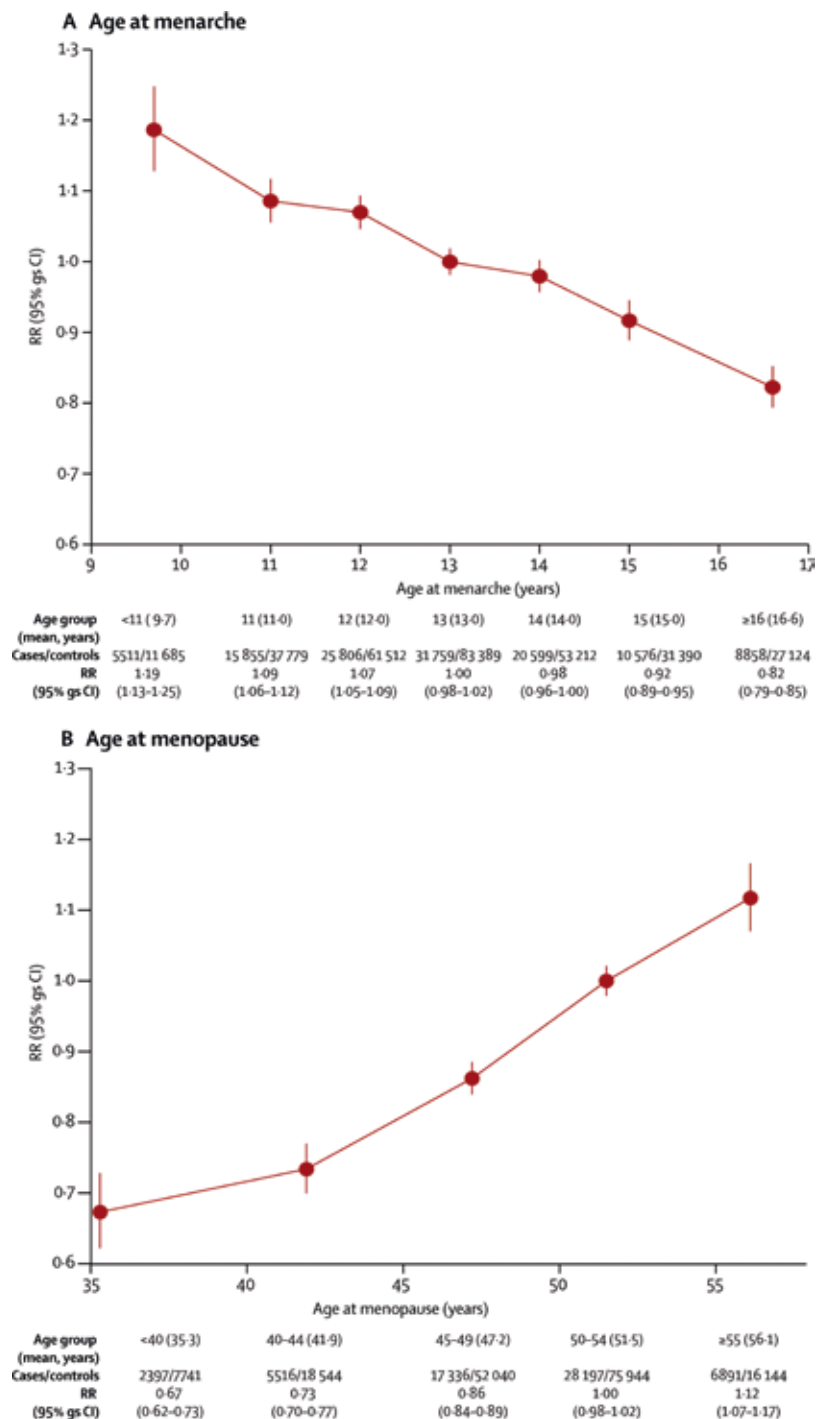 A Age at menarche
1·3
1·2
1·1
1·0
0·9
0·8
0·7
0·6
RR (95% gs CI)
9 10 11 12 13 14 15 16 17
Age at menarche (years)
Age group (mean, years) <11 (9·7) 11 (11·0) 12 (12·0) 13 (13·0) 14 (14·0) 15 (15·0) ≥16 (16·6)
Cases/controls 5511/11 685 15 855/37 779 25 806/61 512 31 759/83 389 20 599/53 212 10 576/31 390 8858/27 124
RR 1·19 1·09 1·07 1·00 0·98 0·92 0·82
(95% gs CI) (1·13–1·25) (1·06–1·12) (1·05–1·09) (0·98–1·02) (0·96–1·00) (0·89–0·95) (0·79–0·85)
B Age at menopause
1·3
1·2
1·1
1·0
0·9
0·8
0·7
0·6
RR (95% gs CI)
35 40 45 50 55
Age at menopause (years)
Age group (mean, years) <40 (35·3) 40–44 (41·9) 45–49 (47·2) 50–54 (51·5) ≥55 (56·1)
Cases/controls 2397/7741 5516/18 544 17 336/52 040 28 197/75 944 6891/16 144
RR 0·67 0·73 0·86 1·00 1·12
(95% gs CI) (0·62–0·73) (0·70–0·77) (0·84–0·89) (0·98–1·02) (1·07–1·17)